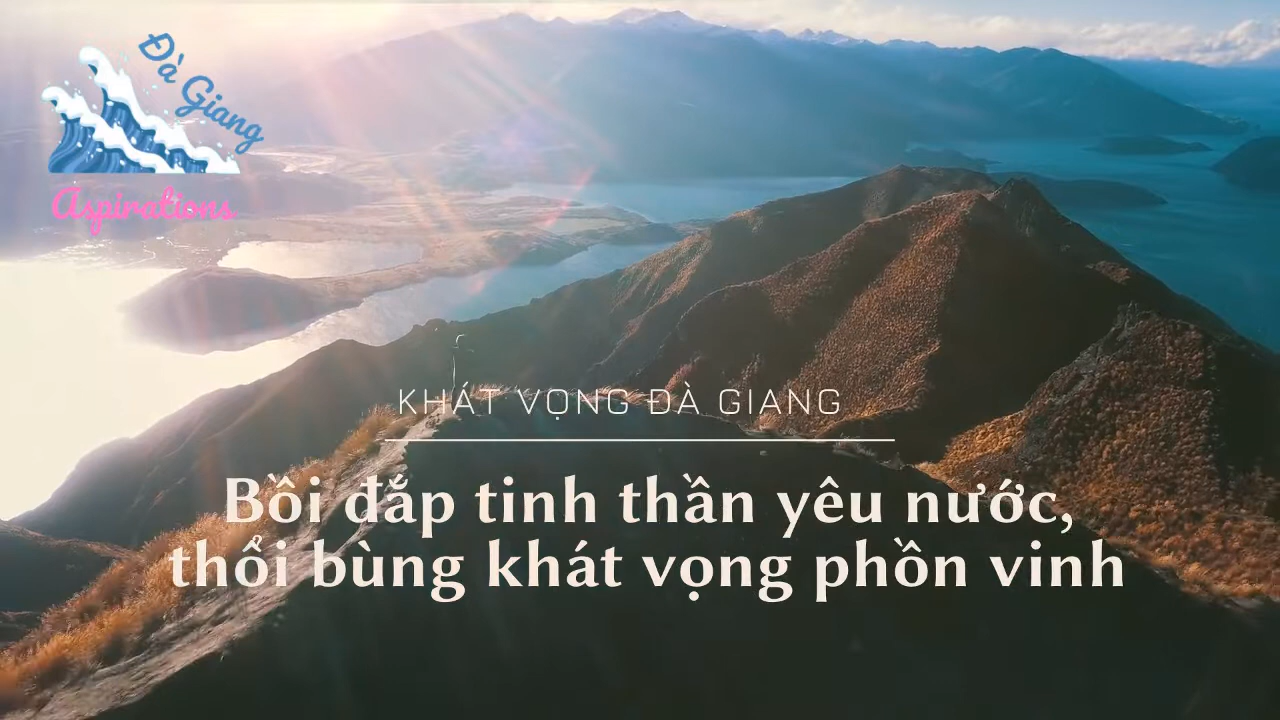 Đà Giang
Aspirations
KHÁT VỌNG ĐÀ GIANG
Bồi đắp tinh thần yêu nước,
thổi bùng khát vọng phồn vinh